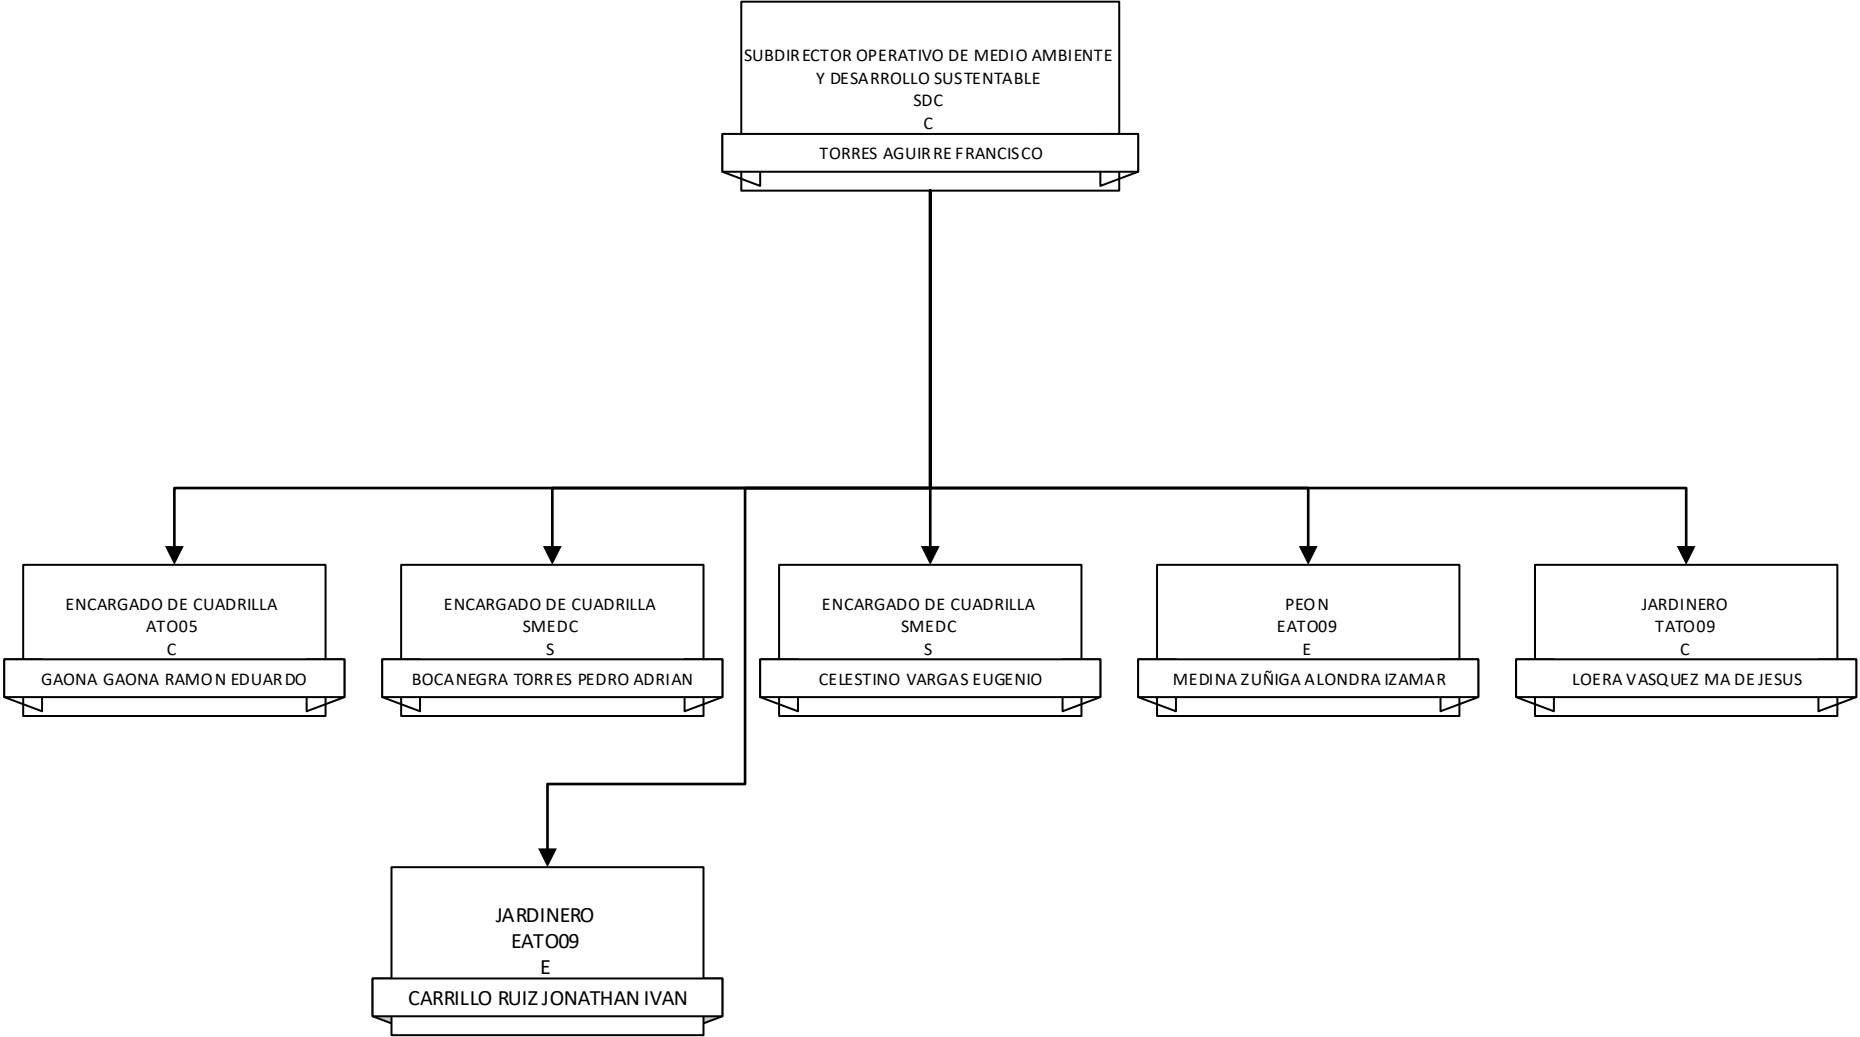 SUBDIRECTOR OPERATIVO DE MEDIO AMBIENTE
Y DESARROLLO SUSTENTABLE
SDC
C
TORRES AGUIRRE FRANCISCO
ENCARGADO DE CUADRILLA
ATO05
C
GAONA GAONA RAMON EDUARDO
ENCARGADO DE CUADRILLA
SMEDC
S
BOCANEGRA TORRES PEDRO ADRIAN
ENCARGADO DE CUADRILLA
SMEDC
S
CELESTINO VARGAS EUGENIO
PEON
EATO09
E
MEDINA ZUÑIGA ALONDRA IZAMAR
JARDINERO
TATO09
C
LOERA VASQUEZ MA DE JESUS
JARDINERO
EATO09
E
CARRILLO RUIZ JONATHAN IVAN